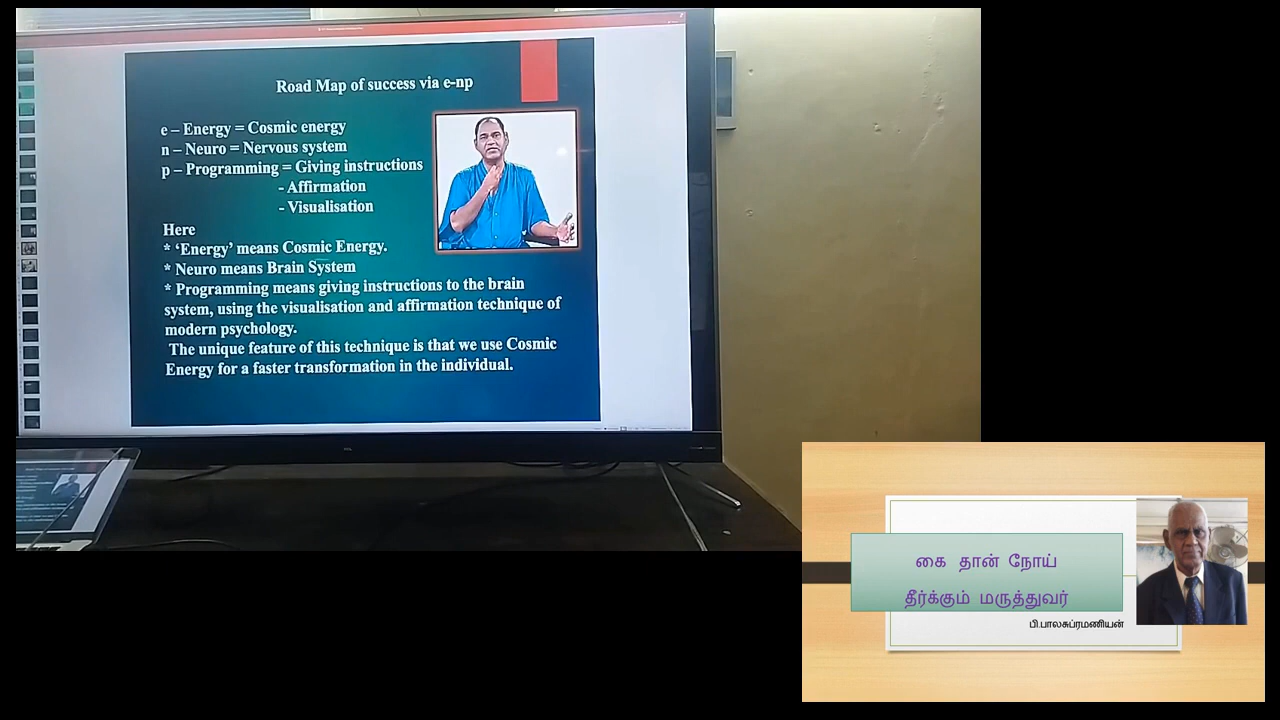 Road Map of success via e-np
e – Energy = Cosmic energy
n – Neuro = Nervous system
p – Programming = Giving instructions
- Affirmation
- Visualisation
Here
* ‘Energy’ means Cosmic Energy.
* Neuro means Brain System
* Programming means giving instructions to the brain
system, using the visualisation and affirmation technique of
modern psychology.
The unique feature of this technique is that we use Cosmic
Energy for a faster transformation in the individual.
கை தான் நோய்
தீர்க்கும் மருத்துவர்
பி.பாலசுப்ரமணியன்